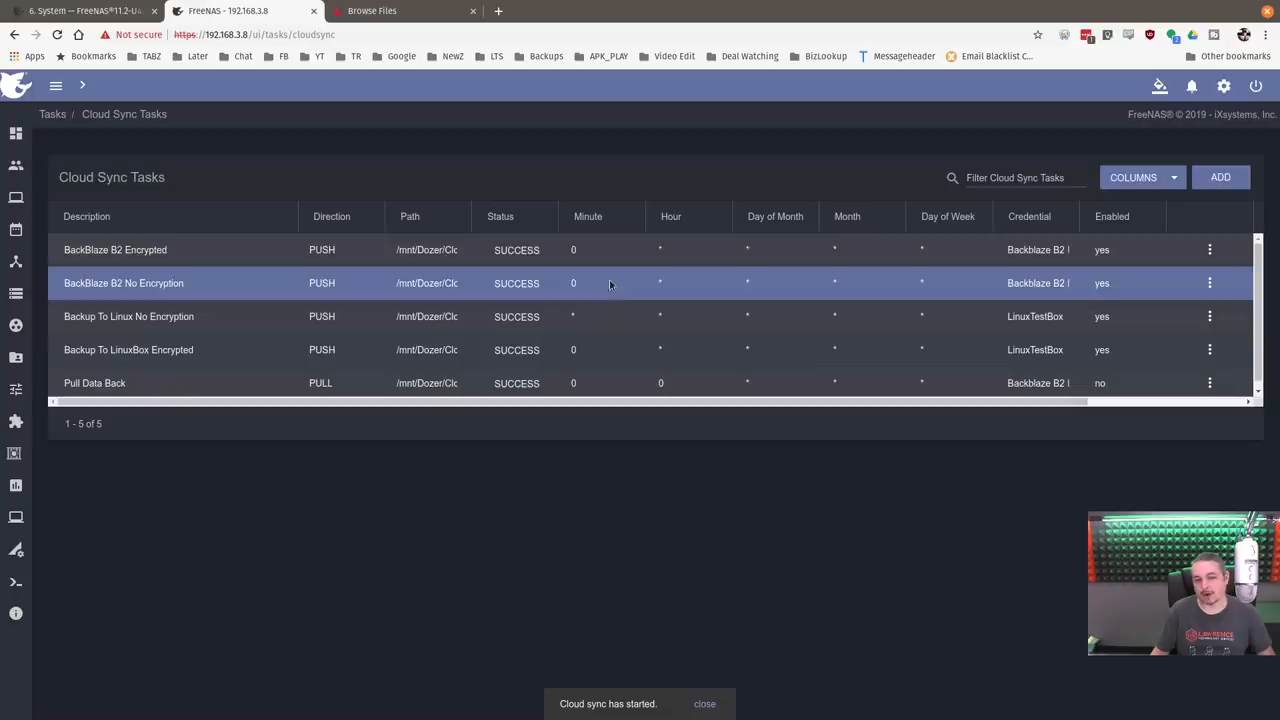 6. System — FreeNAS®11.2-U4
FreeNAS - 192.168.3.8
Browse Files
Not secure
https://192.168.3.8/ui/tasks/cloudsync
Apps
Bookmarks
TABZ
Later
Chat
FB
YT
TR
Google
NewZ
LTS
Backups
APK_PLAY
Video Edit
Deal Watching
BizLookup
Messageheader
Email Blacklist C...
Other bookmarks
Tasks / Cloud Sync Tasks
FreeNAS® © 2019 - iXsystems, Inc.
Cloud Sync Tasks
Filter Cloud Sync Tasks
COLUMNS
ADD
Description Direction Path Status Minute Hour Day of Month Month Day of Week Credential Enabled
BackBlaze B2 Encrypted PUSH /mnt/Dozer/Clc SUCCESS 0 * * * * Backblaze B2 yes
BackBlaze B2 No Encryption PUSH /mnt/Dozer/Clc SUCCESS 0 * * * * Backblaze B2 yes
Backup To Linux No Encryption PUSH /mnt/Dozer/Clc SUCCESS * * * * * LinuxTestBox yes
Backup To LinuxBox Encrypted PUSH /mnt/Dozer/Clc SUCCESS 0 * * * * LinuxTestBox yes
Pull Data Back PULL /mnt/Dozer/Clc SUCCESS 0 0 * * * Backblaze B2 no
1 - 5 of 5
LAWRENCE
Cloud sync has started.
close